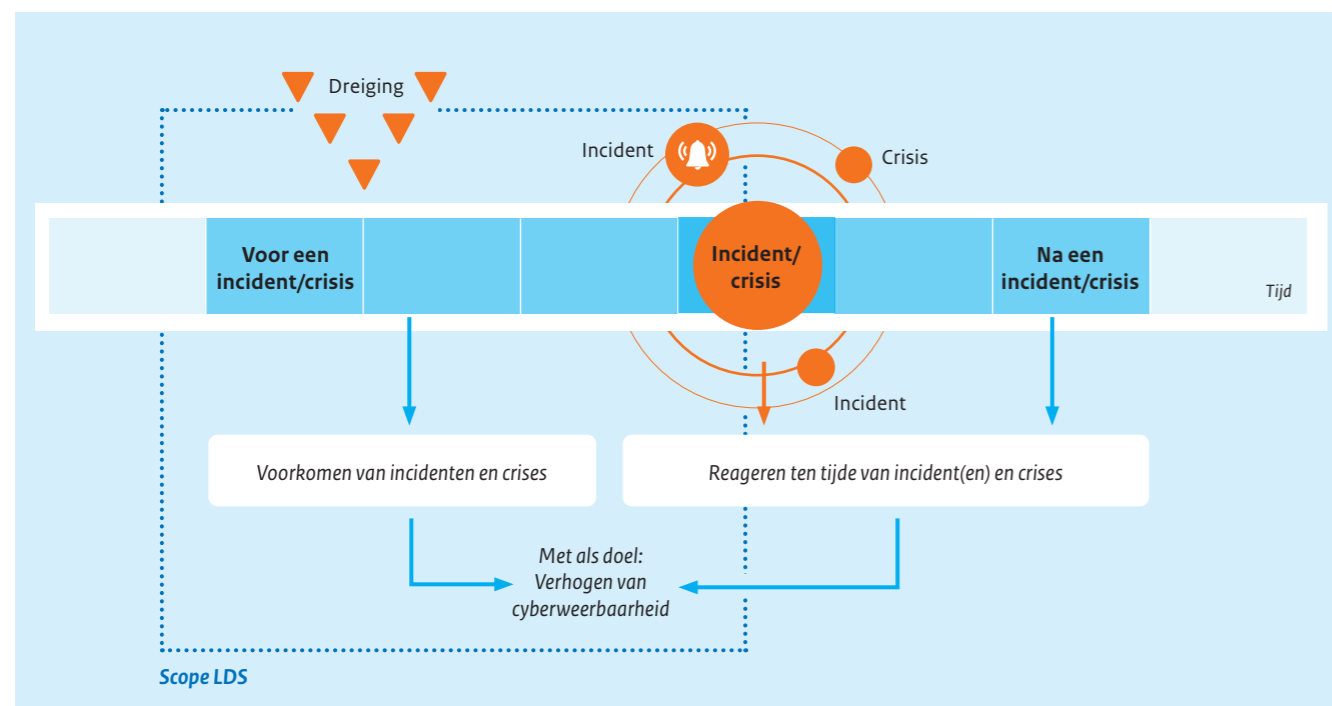 Dreiging
Incident
Crisis
Voor een
incident/crisis
Incident/
crisis
Na een
incident/crisis
Tijd
Incident
Voorkomen van incidenten en crises
Reageren ten tijde van incident(en) en crises
Met als doel:
Verhogen van
cyberweerbaarheid
Scope LDS